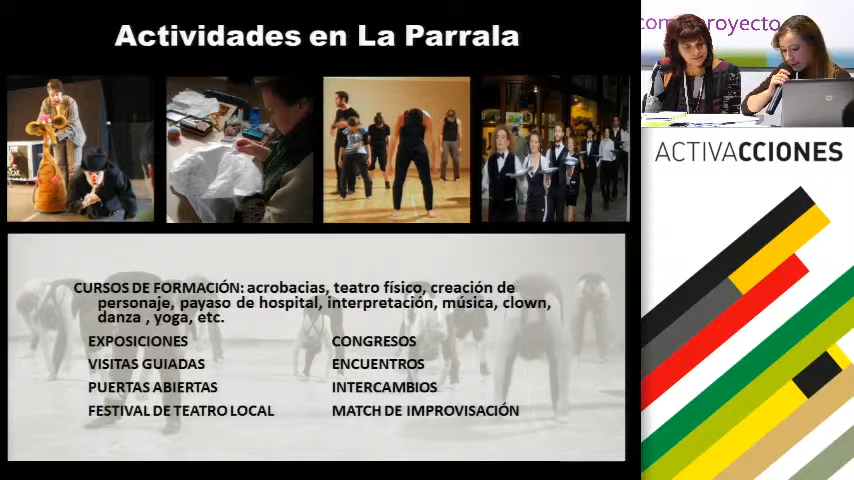 Actividades en La Parrala
com proyecto
ACTIVACCIONES
CURSOS DE FORMACIÓN: acrobacias, teatro físico, creación de
personaje, payaso de hospital, interpretación, música, clown,
danza , yoga, etc.
EXPOSICIONES
CONGRESOS
VISITAS GUIADAS
ENCUENTROS
PUERTAS ABIERTAS
INTERCAMBIOS
FESTIVAL DE TEATRO LOCAL
MATCH DE IMPROVISACIÓN